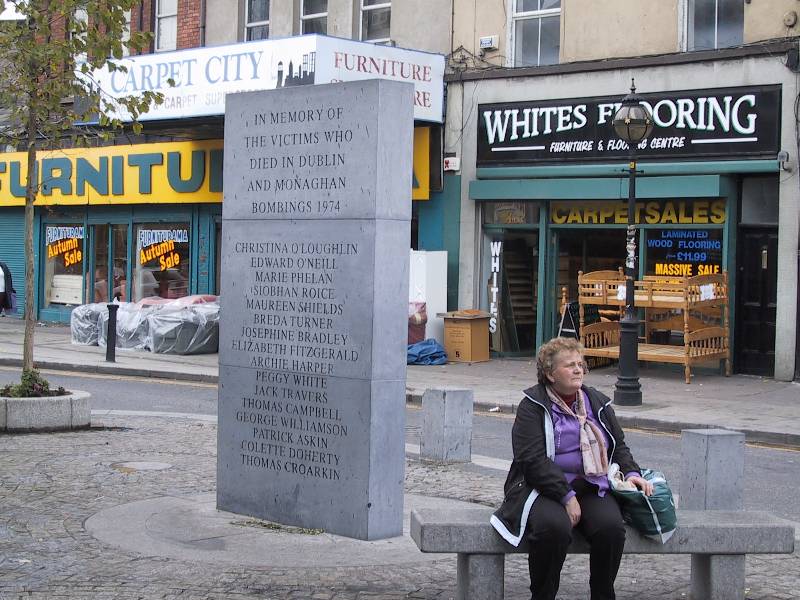 CARPET CITY
FURNITURE
& CARPET
FURNITURE
FURNITURAMA
Autumn
Sale
FURNITURAMA
Autumn
Sale
IN MEMORY OF
THE VICTIMS WHO
DIED IN DUBLIN
AND MONAGHAN
BOMBINGS 1974
CHRISTINA O'LOUGHLIN
EDWARD O'NEILL
MARIE PHELAN
SIOBHAN ROICE
MAUREEN SHIELDS
BREDA TURNER
JOSEPHINE BRADLEY
ELIZABETH FITZGERALD
ARCHIE HARPER
PEGGY WHITE
JACK TRAVERS
THOMAS CAMPBELL
GEORGE WILLIAMSON
PATRICK ASKIN
COLETTE DOHERTY
THOMAS CROARKIN
WHITES FLOORING
FURNITURE & FLOORING CENTRE
CARPET SALES
LAMINATED
WOOD FLOORING
from £11.99
MASSIVE SALE
WHITES